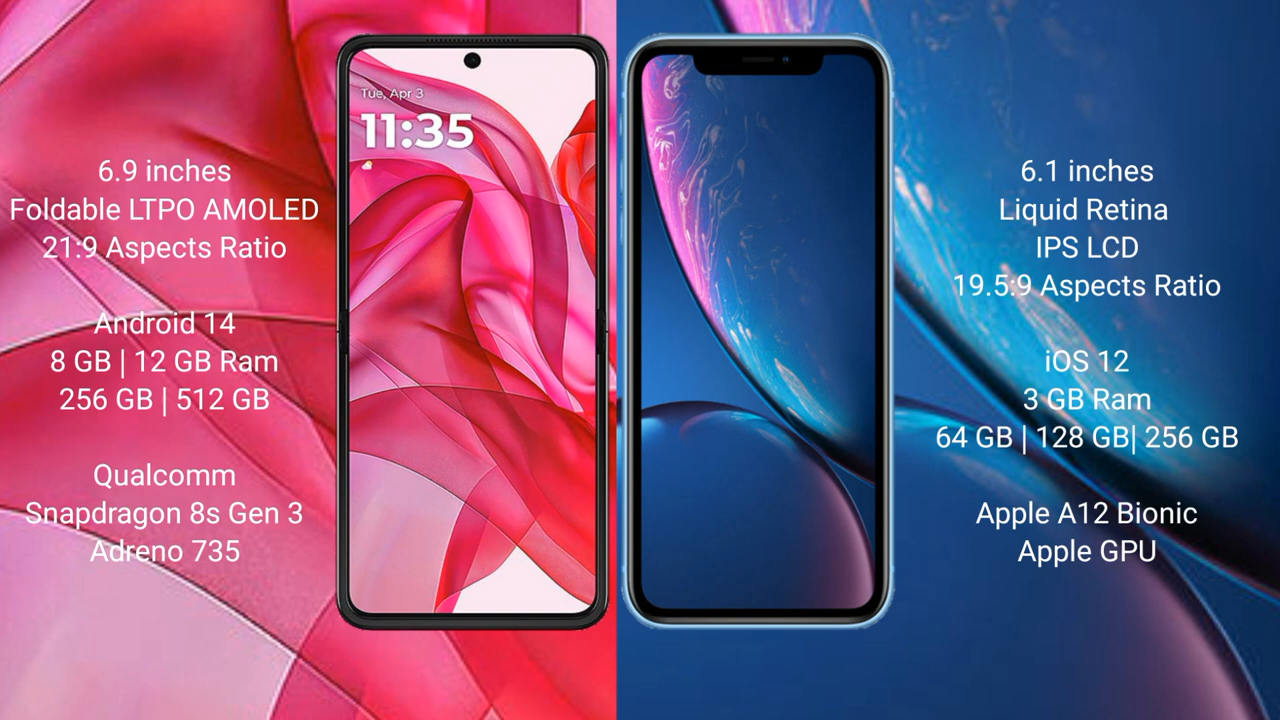 6.9 inches
Foldable LTPO AMOLED
21:9 Aspects Ratio
Android 14
8 GB | 12 GB Ram
256 GB | 512 GB
Qualcomm
Snapdragon 8s Gen 3
Adreno 735
Tue, Apr 3
11:35
6.1 inches
Liquid Retina
IPS LCD
19.5:9 Aspects Ratio
iOS 12
3 GB Ram
64 GB | 128 GB| 256 GB
Apple A12 Bionic
Apple GPU